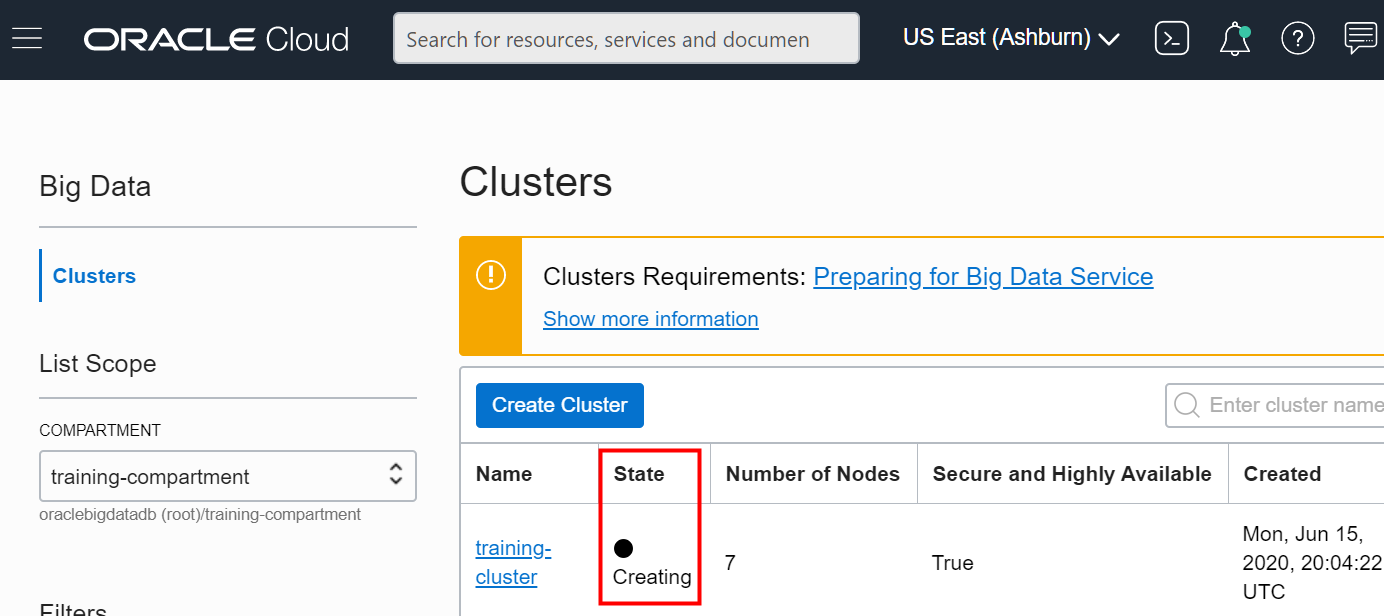 ORACLE Cloud
Search for resources, services and documen
US East (Ashburn)
Big Data
Clusters
List Scope
COMPARTMENT
training-compartment
oraclebigdatadb (root)/training-compartment
Filters
Clusters
Clusters Requirements: Preparing for Big Data Service
Show more information
Create Cluster
Enter cluster name
Name State Number of Nodes Secure and Highly Available Created
training-
cluster
Creating
7
True
Mon, Jun 15,
2020, 20:04:22
UTC